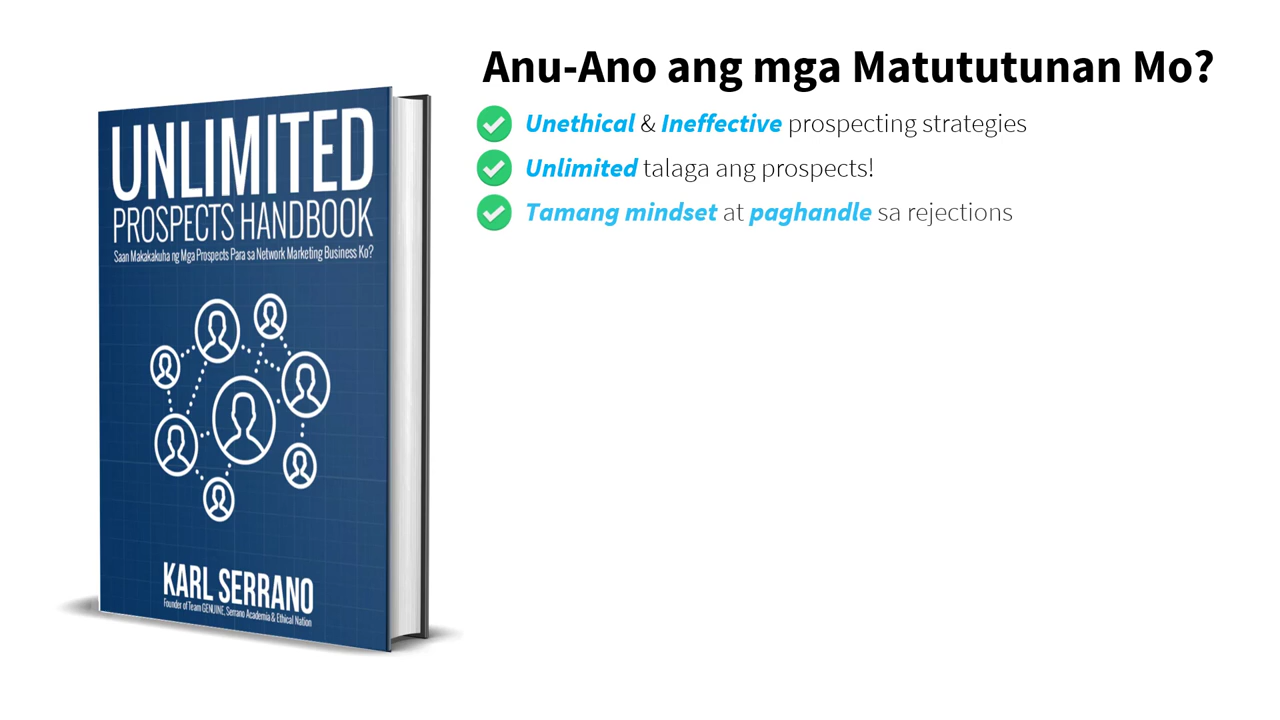 Anu-Ano ang mga Matututunan Mo?
Unethical & Ineffective prospecting strategies
Unlimited talaga ang prospects!
Tamang mindset at paghandle sa rejections
UNLIMITED
PROSPECTS HANDBOOK
Saan Makakakuha ng Mga Prospects Para sa Network Marketing Business Ko?
KARL SERRANO
Founder of Team GENUINE, Serrano Academia & Ethical Nation